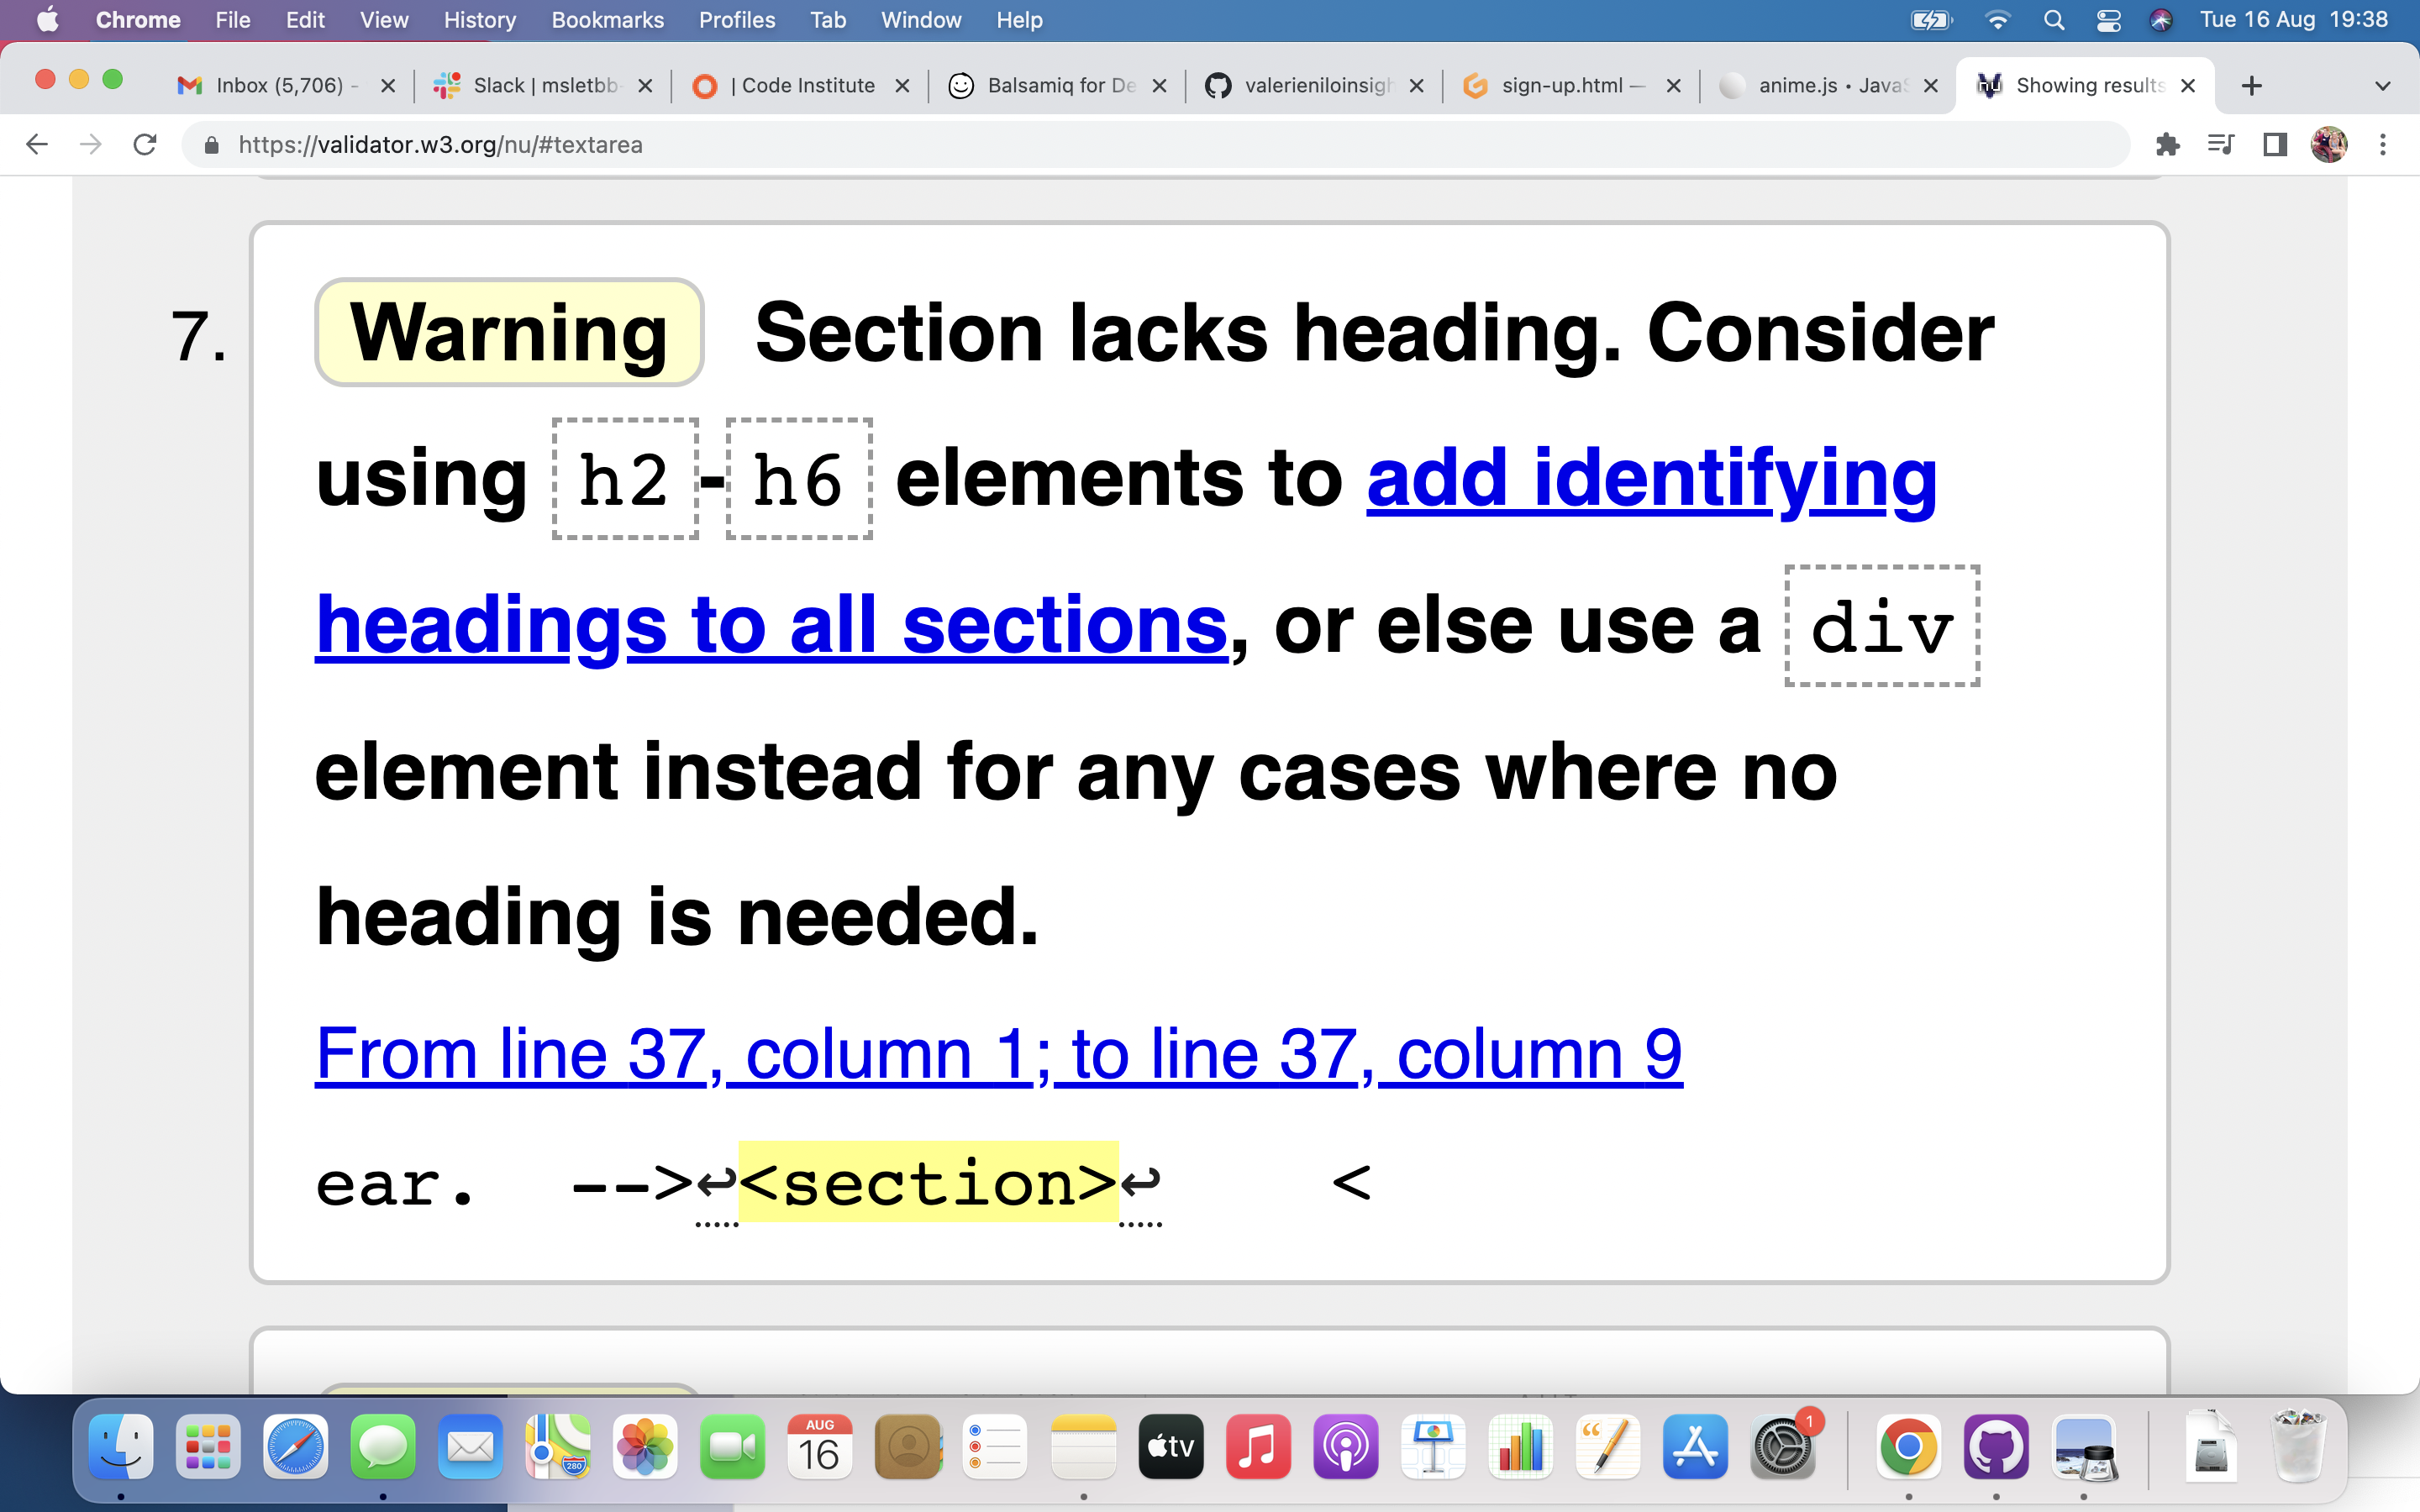 Chrome File Edit View History Bookmarks Profiles Tab Window Help Tue 16 Aug 19:38
Inbox (5,706) - Slack | msletbb- | Code Institute Balsamiq for De valerieniloinsigh sign-up.html — anime.js • JavaS Showing results
https://validator.w3.org/nu/#textarea
7. Warning Section lacks heading. Consider
using h2-h6 elements to add identifying
headings to all sections, or else use a div
element instead for any cases where no
heading is needed.
From line 37, column 1; to line 37, column 9
ear. -->↩<section>↩ <
AUG
16
280
tv
1